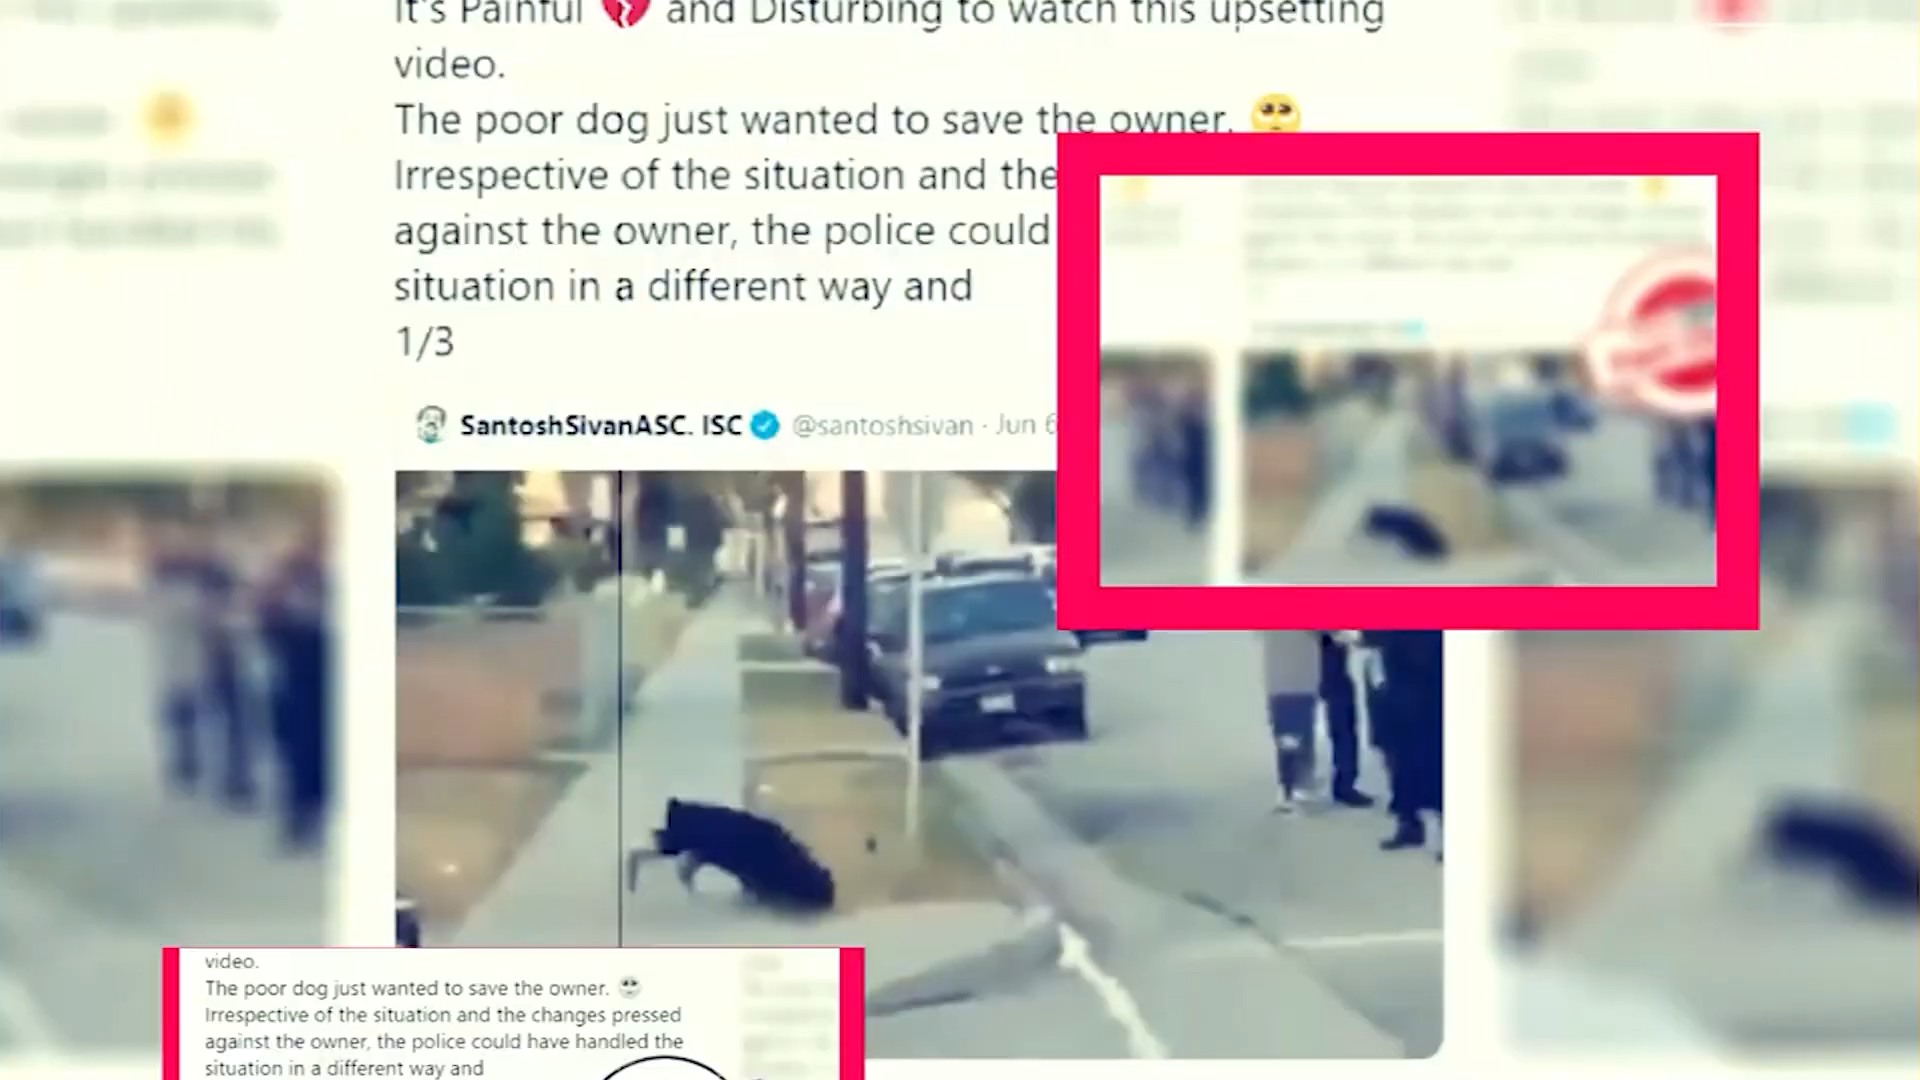 It's Painful 💔 and Disturbing to watch this upsetting
video.
The poor dog just wanted to save the owner. 🥺
Irrespective of the situation and the
against the owner, the police could
situation in a different way and
1/3
SantoshSivanASC. ISC @santoshsivan · Jun 6
video.
The poor dog just wanted to save the owner. 🥺
Irrespective of the situation and the changes pressed
against the owner, the police could have handled the
situation in a different way and